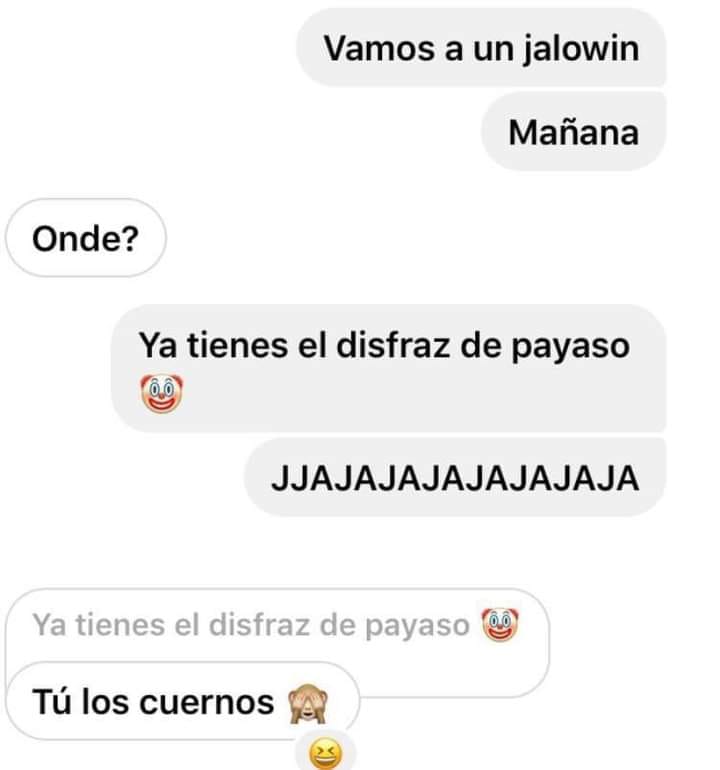 Vamos a un jalowin
Mañana
Onde?
Ya tienes el disfraz de payaso
🤡
JJAJAJAJAJAJAJAJA
Ya tienes el disfraz de payaso 🤡
Tú los cuernos 🙈
😆